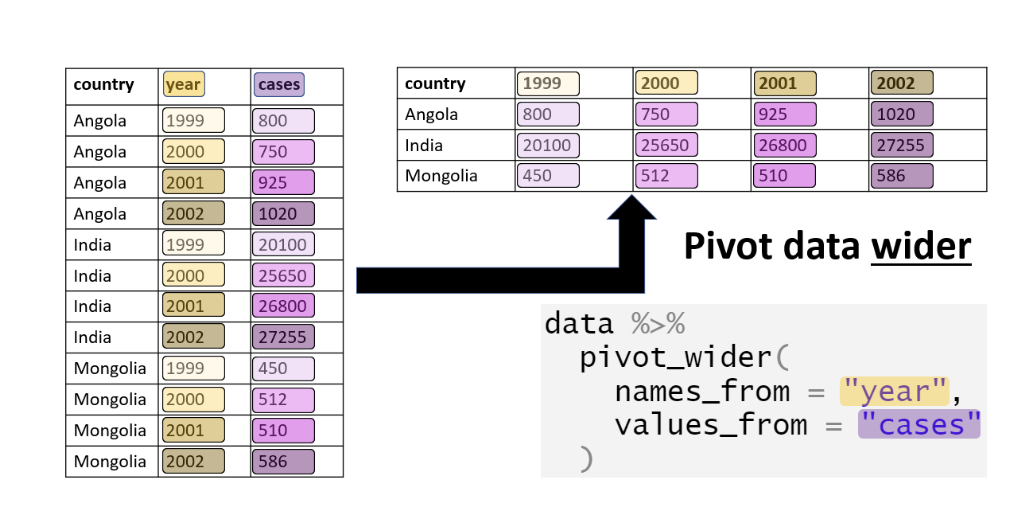 country year cases
Angola 1999 800
Angola 2000 750
Angola 2001 925
Angola 2002 1020
India 1999 20100
India 2000 25650
India 2001 26800
India 2002 27255
Mongolia 1999 450
Mongolia 2000 512
Mongolia 2001 510
Mongolia 2002 586
country 1999 2000 2001 2002
Angola 800 750 925 1020
India 20100 25650 26800 27255
Mongolia 450 512 510 586
Pivot data wider
data %>%
pivot_wider(
names_from = "year",
values_from = "cases"
)